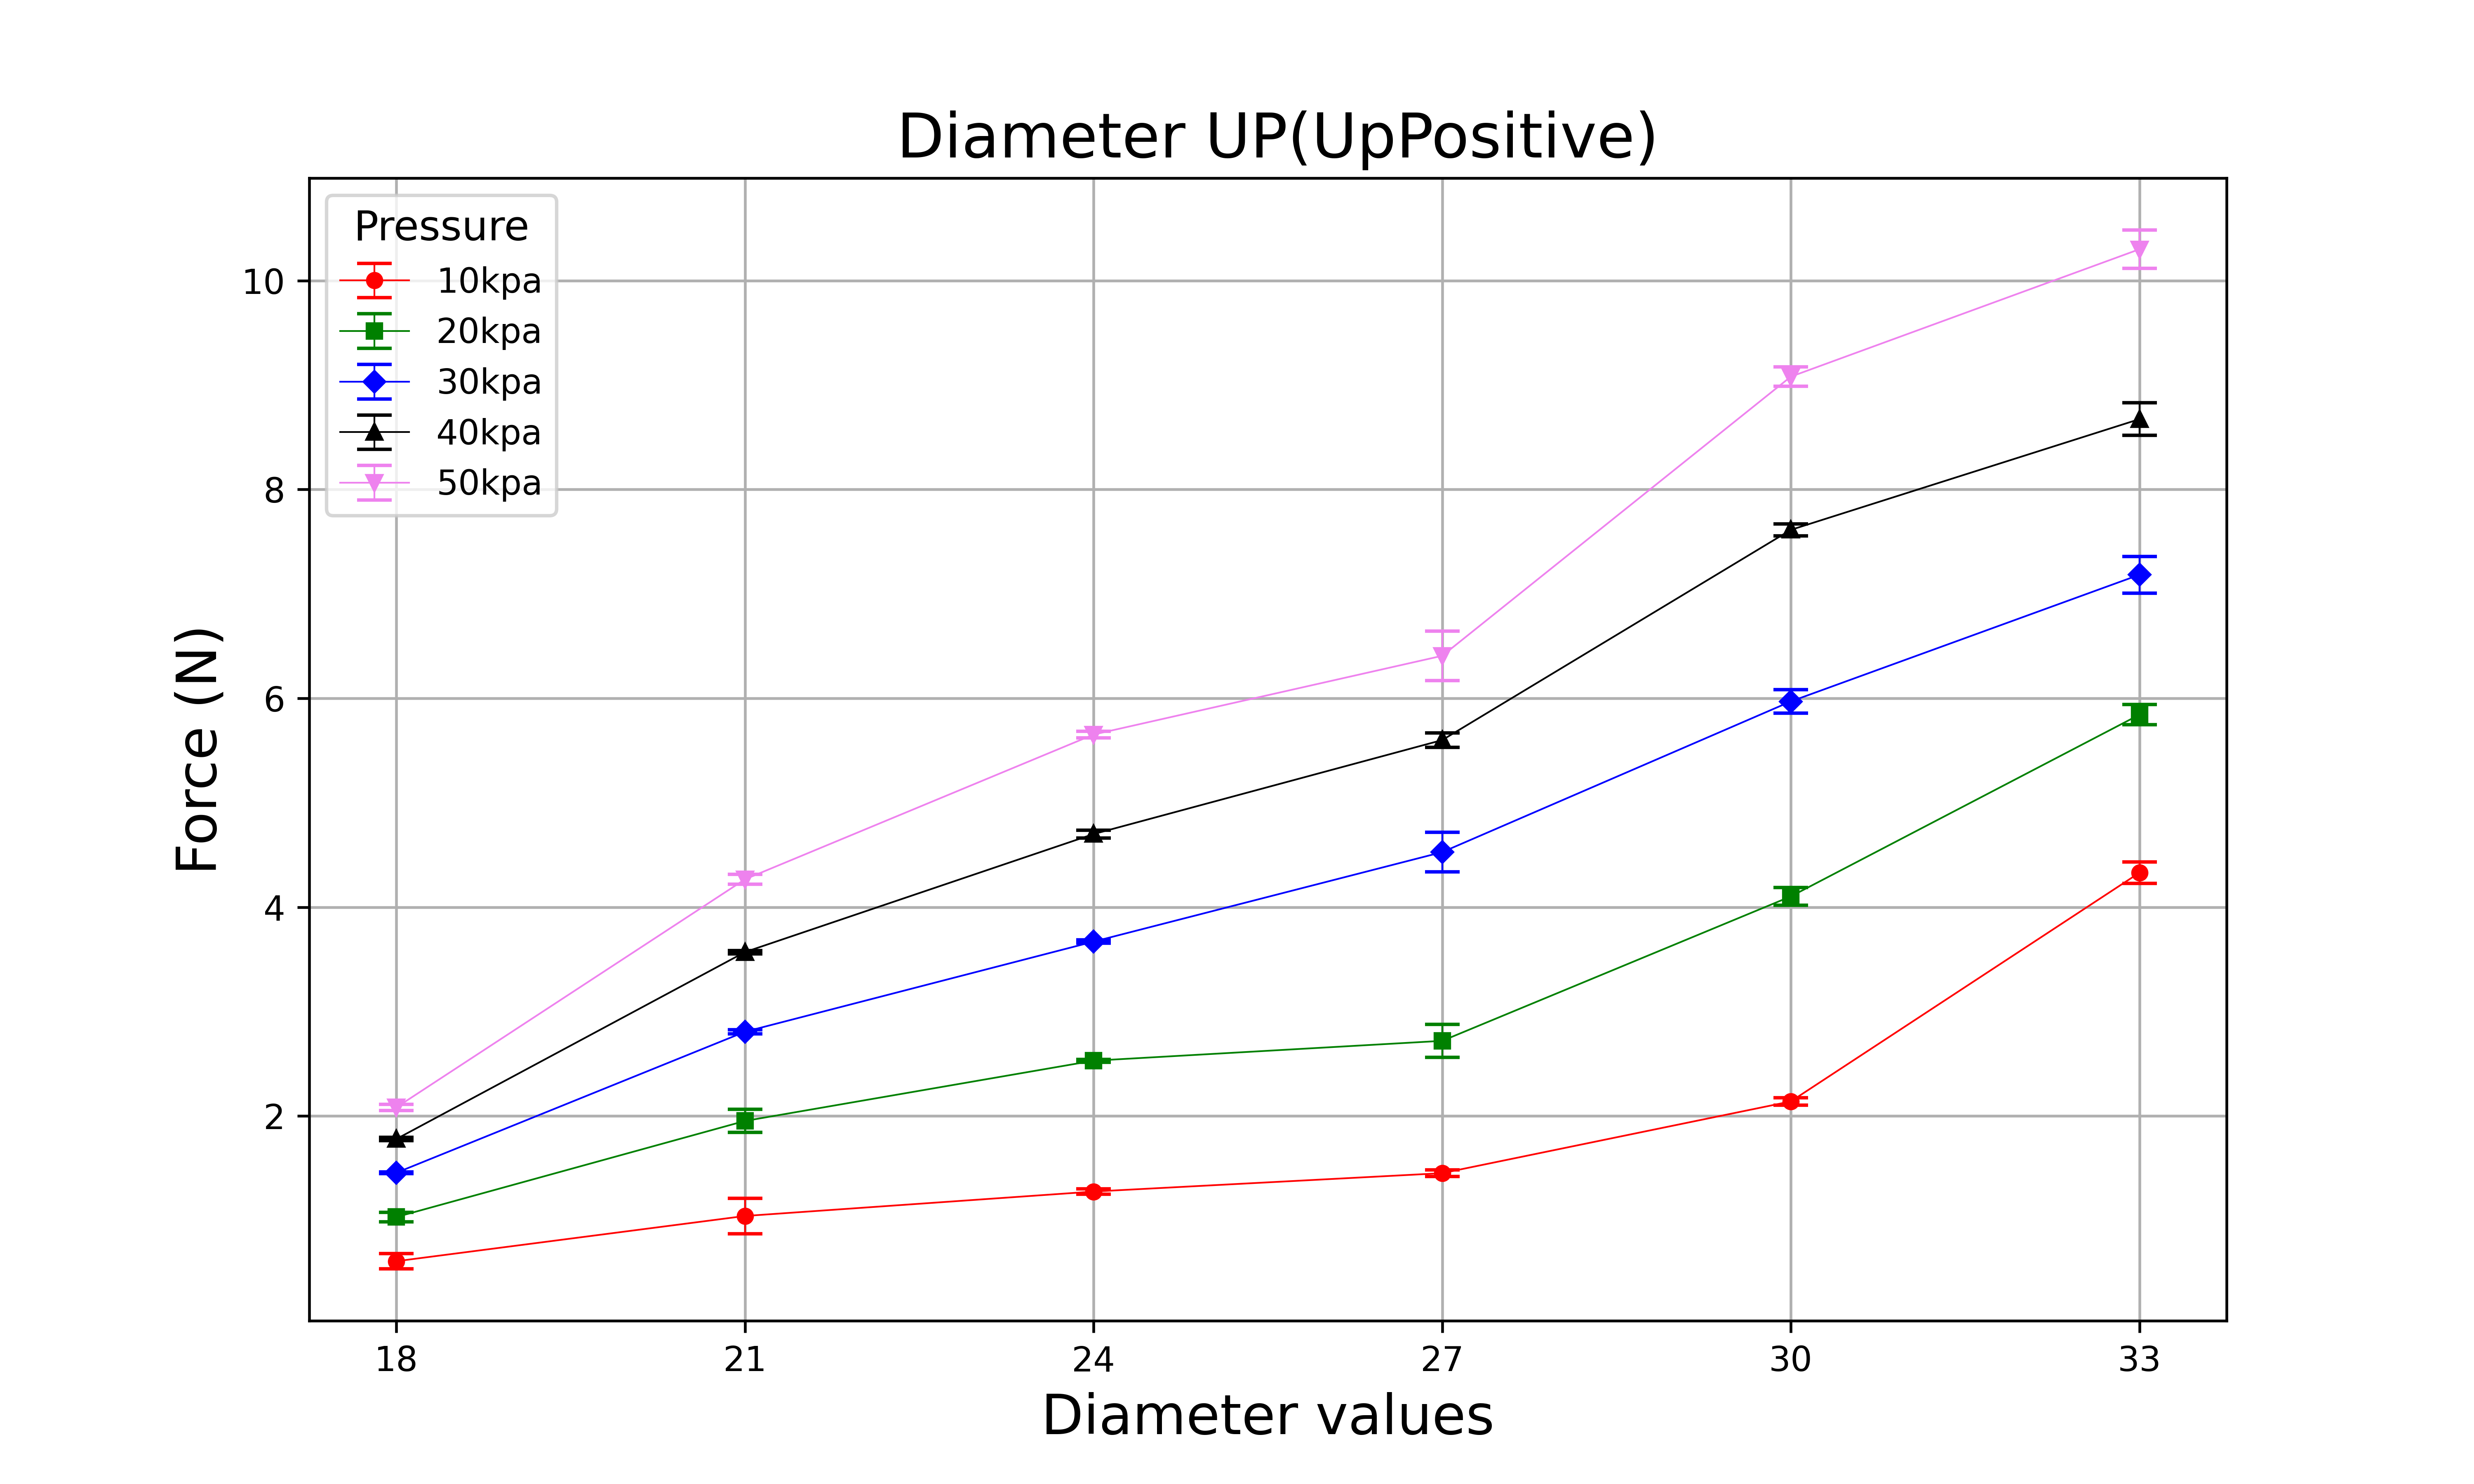 Diameter UP(UpPositive)
Pressure
10kpa
20kpa
30kpa
40kpa
50kpa
Force (N)
10
8
6
4
2
18 21 24 27 30 33
Diameter values